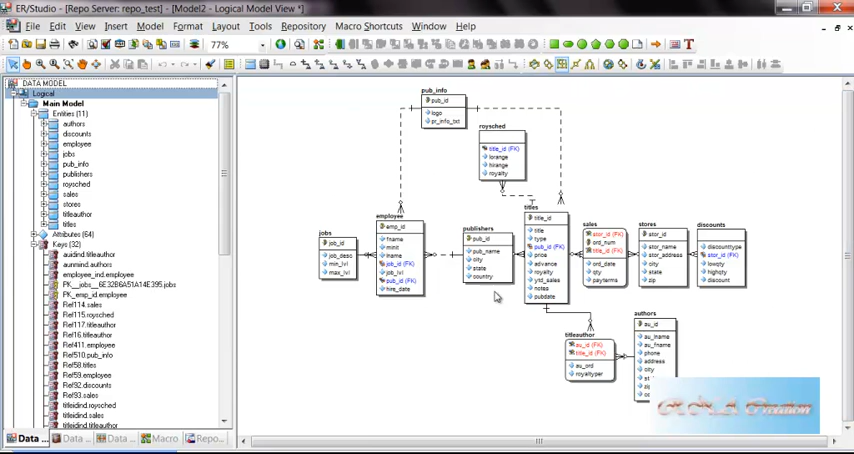 ER/Studio - [Repo Server: repo_test] - [Model2 - Logical Model View *]
File Edit View Insert Model Format Layout Tools Repository Macro Shortcuts Window Help
77%
DATA MODEL
Logical
Main Model
Entities (11)
authors
discounts
employee
jobs
pub_info
publishers
roysched
sales
stores
titleauthor
titles
Attributes (64)
Keys (32)
auidind.titleauthor
aunmind.authors
employee_ind.employee
PK__jobs__6E32B6A51A14E395.jobs
PK_emp_id.employee
Ref114.sales
Ref115.roysched
Ref117.titleauthor
Ref16.titleauthor
Ref411.employee
Ref510.pub_info
Ref58.titles
Ref59.employee
Ref92.discounts
Ref93.sales
titleidind.roysched
titleidind.sales
titleidind.titleauthor
Data ... Data ... Data ... Macro Repo...
pub_info
pub_id
logo
pr_info_txt
roysched
title_id (FK)
lorange
hirange
royalty
jobs
job_id
job_desc
min_lvl
max_lvl
employee
emp_id
fname
minit
lname
job_id (FK)
job_lvl
pub_id (FK)
hire_date
publishers
pub_id
pub_name
city
state
country
titles
title_id
title
type
pub_id (FK)
price
advance
royalty
ytd_sales
notes
pubdate
sales
stor_id (FK)
ord_num
title_id (FK)
ord_date
qty
payterms
stores
stor_id
stor_name
stor_address
city
state
zip
discounts
discounttype
stor_id (FK)
lowqty
highqty
discount
titleauthor
au_id (FK)
title_id (FK)
au_ord
royaltyper
authors
au_id
au_lname
au_fname
phone
address
city
Creation